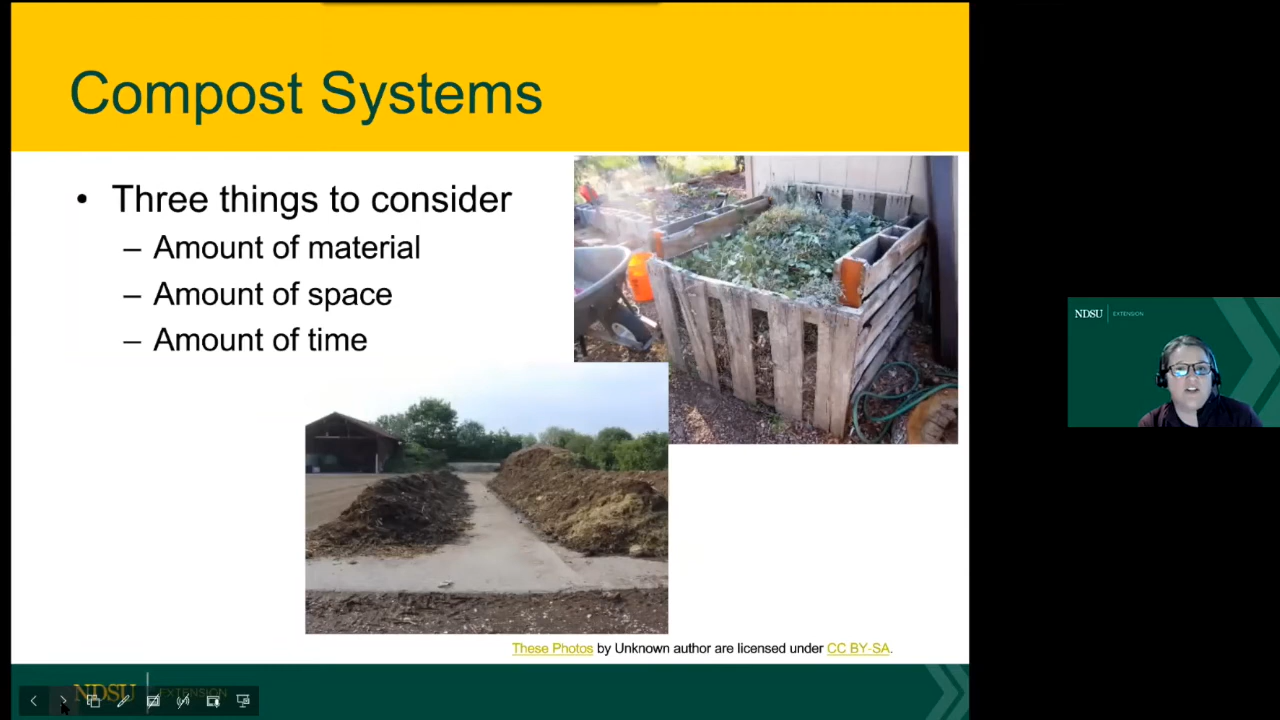 Compost Systems
• Three things to consider
– Amount of material
– Amount of space
– Amount of time
NDSU EXTENSION
These Photos by Unknown author are licensed under CC BY-SA.
NDSU EXTENSION